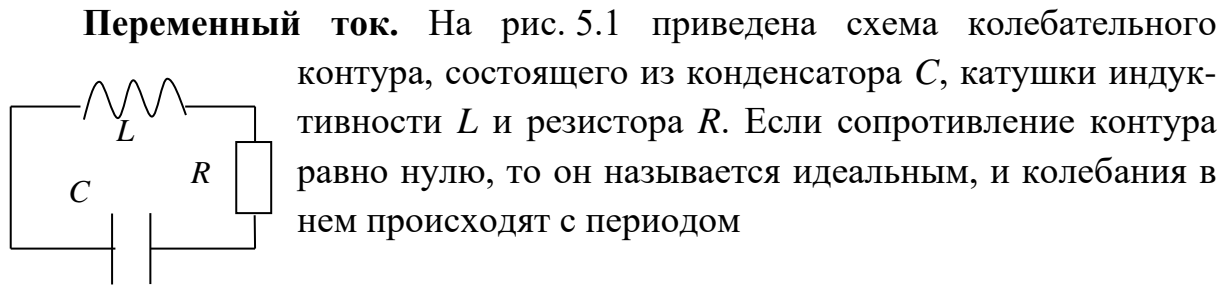 Переменный ток. На рис. 5.1 приведена схема колебательного
контура, состоящего из конденсатора C, катушки индук-
тивности L и резистора R. Если сопротивление контура
равно нулю, то он называется идеальным, и колебания в
нем происходят с периодом
L
R
C